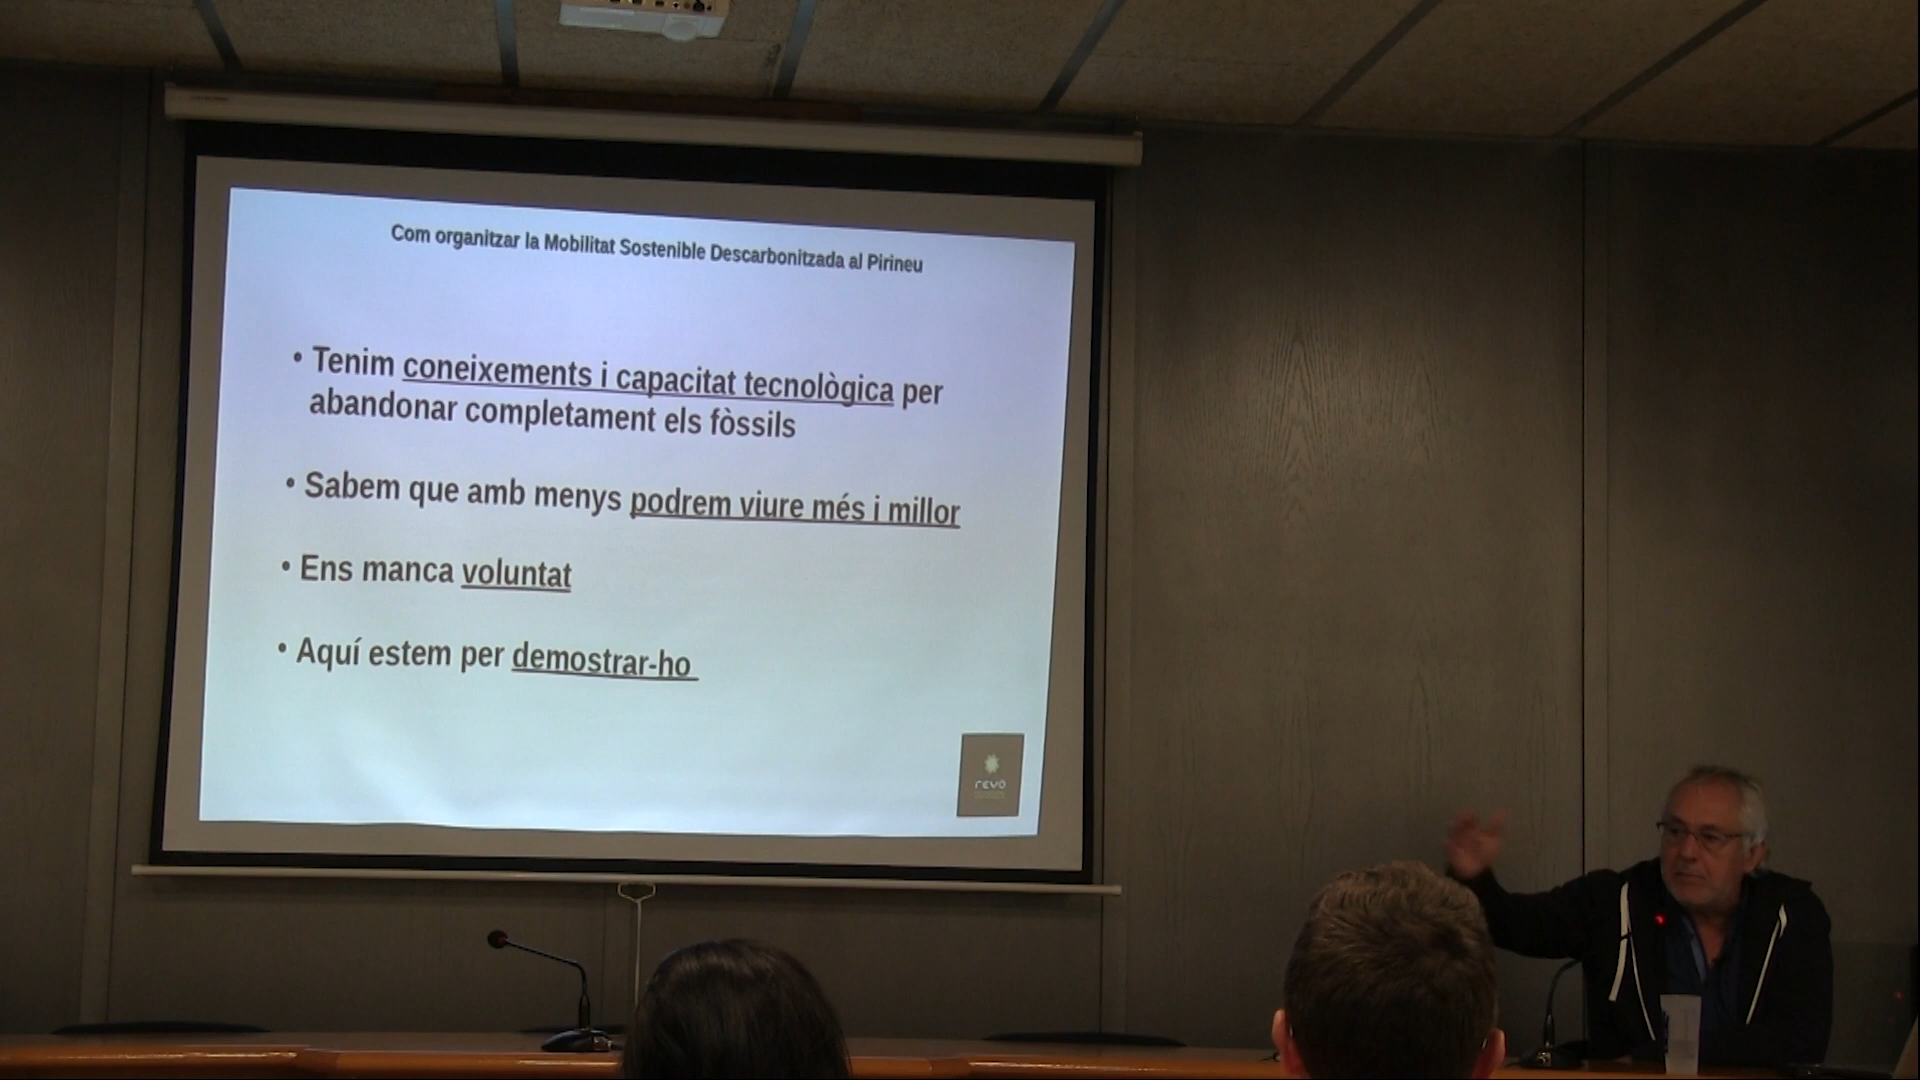 Com organitzar la Mobilitat Sostenible Descarbonitzada al Pirineu
• Tenim coneixements i capacitat tecnològica per
abandonar completament els fòssils
• Sabem que amb menys podrem viure més i millor
• Ens manca voluntat
• Aquí estem per demostrar-ho
revo